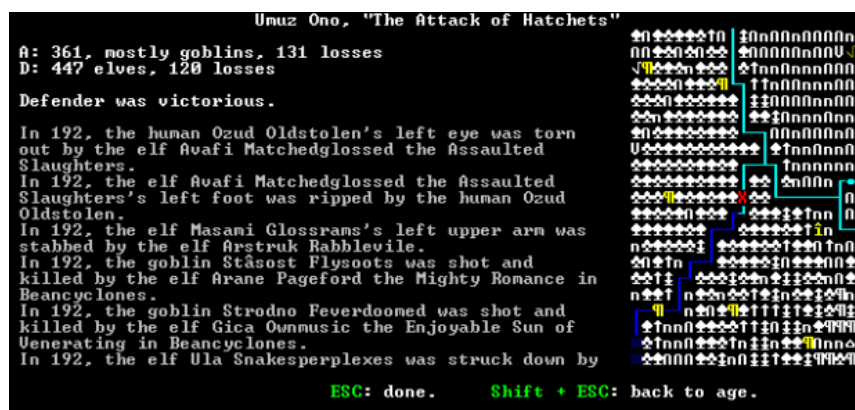 Umuz Ono, "The Attack of Hatchets"
A: 361, mostly goblins, 131 losses
D: 447 elves, 120 losses
Defender was victorious.
In 192, the human Ozud Oldstolen's left eye was torn
out by the elf Avafi Matchedglossed the Assaulted
Slaughters.
In 192, the elf Avafi Matchedglossed the Assaulted
Slaughters's left foot was ripped by the human Ozud
Oldstolen.
In 192, the elf Masami Glossrams's left upper arm was
stabbed by the elf Arstruk Rabblevile.
In 192, the goblin Stâsost Flysoots was shot and
killed by the elf Arane Pageford the Mighty Romance in
Beancyclones.
In 192, the goblin Strodno Feverdoomed was shot and
killed by the elf Gica Ownmusic the Enjoyable Sun of
Venerating in Beancyclones.
In 192, the elf Ula Snakesperplexes was struck down by
ESC: done. Shift + ESC: back to age.